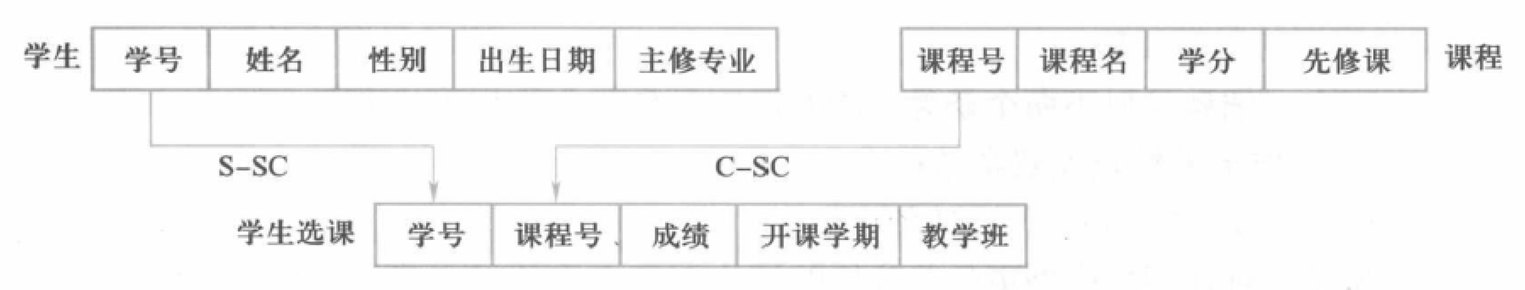 学生 学号 姓名 性别 出生日期 主修专业 课程号 课程名 学分 先修课 课程
S-SC C-SC
学生选课 学号 课程号 成绩 开课学期 教学班